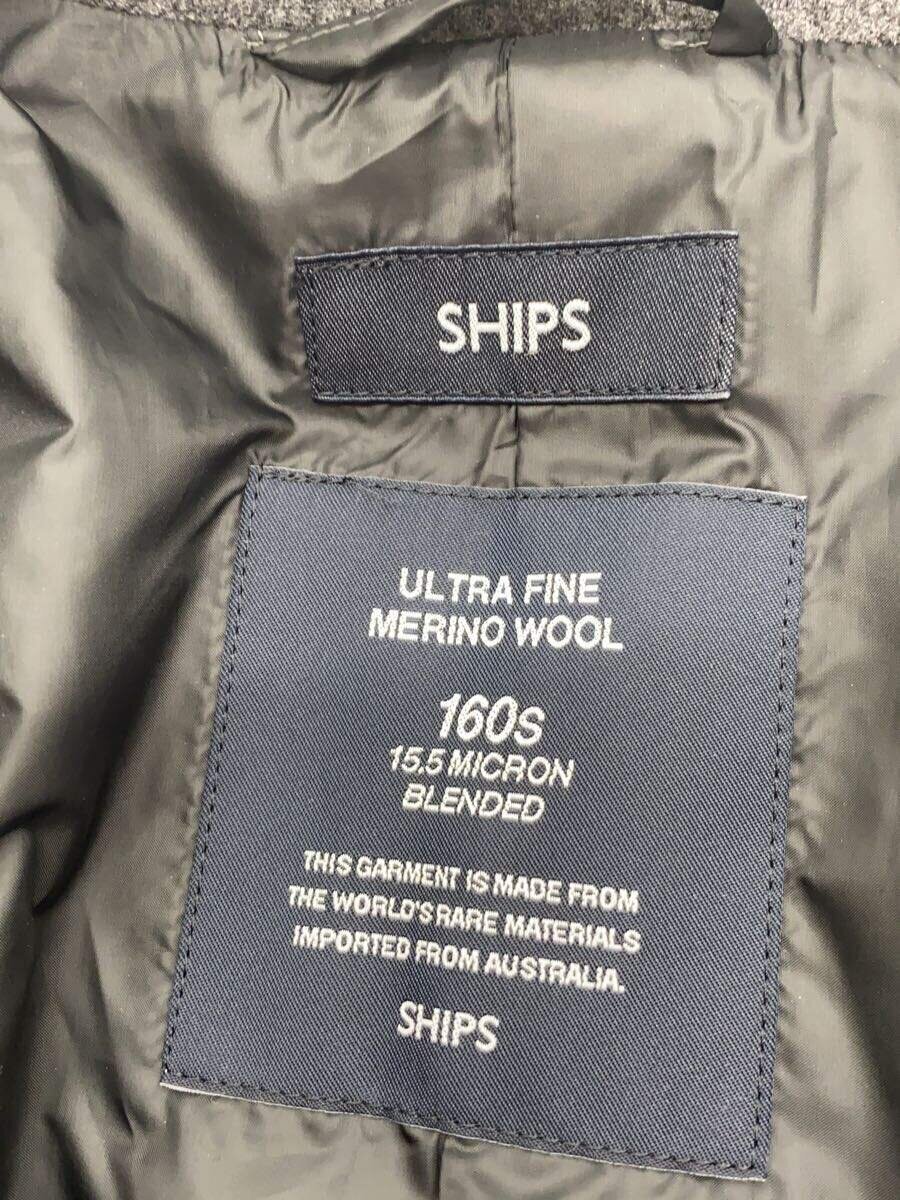 SHIPS
ULTRA FINE
MERINO WOOL
160S
15.5 MICRON
BLENDED
THIS GARMENT IS MADE FROM
THE WORLD'S RARE MATERIALS
IMPORTED FROM AUSTRALIA.
SHIPS